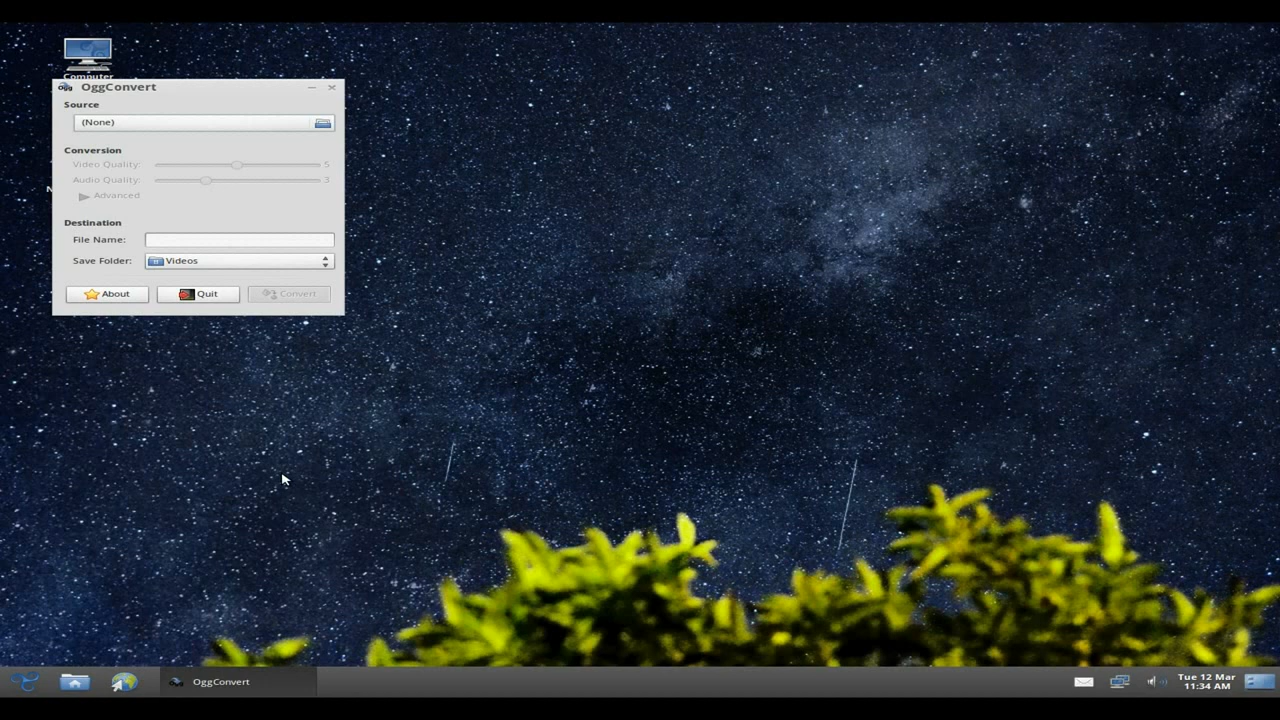 Computer
OggConvert
Source
(None)
Conversion
Video Quality: 5
Audio Quality: 3
Advanced
Destination
File Name:
Save Folder: Videos
About Quit Convert
OggConvert
Tue 12 Mar
11:34 AM